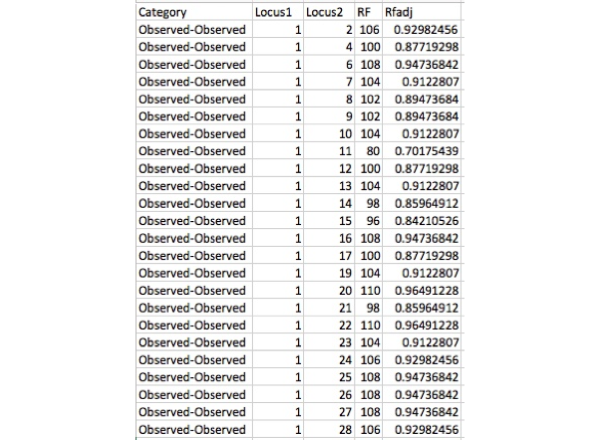 Category Locus1 Locus2 RF Rfadj
Observed-Observed 1 2 106 0.92982456
Observed-Observed 1 4 100 0.87719298
Observed-Observed 1 6 108 0.94736842
Observed-Observed 1 7 104 0.9122807
Observed-Observed 1 8 102 0.89473684
Observed-Observed 1 9 102 0.89473684
Observed-Observed 1 10 104 0.9122807
Observed-Observed 1 11 80 0.70175439
Observed-Observed 1 12 100 0.87719298
Observed-Observed 1 13 104 0.9122807
Observed-Observed 1 14 98 0.85964912
Observed-Observed 1 15 96 0.84210526
Observed-Observed 1 16 108 0.94736842
Observed-Observed 1 17 100 0.87719298
Observed-Observed 1 19 104 0.9122807
Observed-Observed 1 20 110 0.96491228
Observed-Observed 1 21 98 0.85964912
Observed-Observed 1 22 110 0.96491228
Observed-Observed 1 23 104 0.9122807
Observed-Observed 1 24 106 0.92982456
Observed-Observed 1 25 108 0.94736842
Observed-Observed 1 26 108 0.94736842
Observed-Observed 1 27 108 0.94736842
Observed-Observed 1 28 106 0.92982456